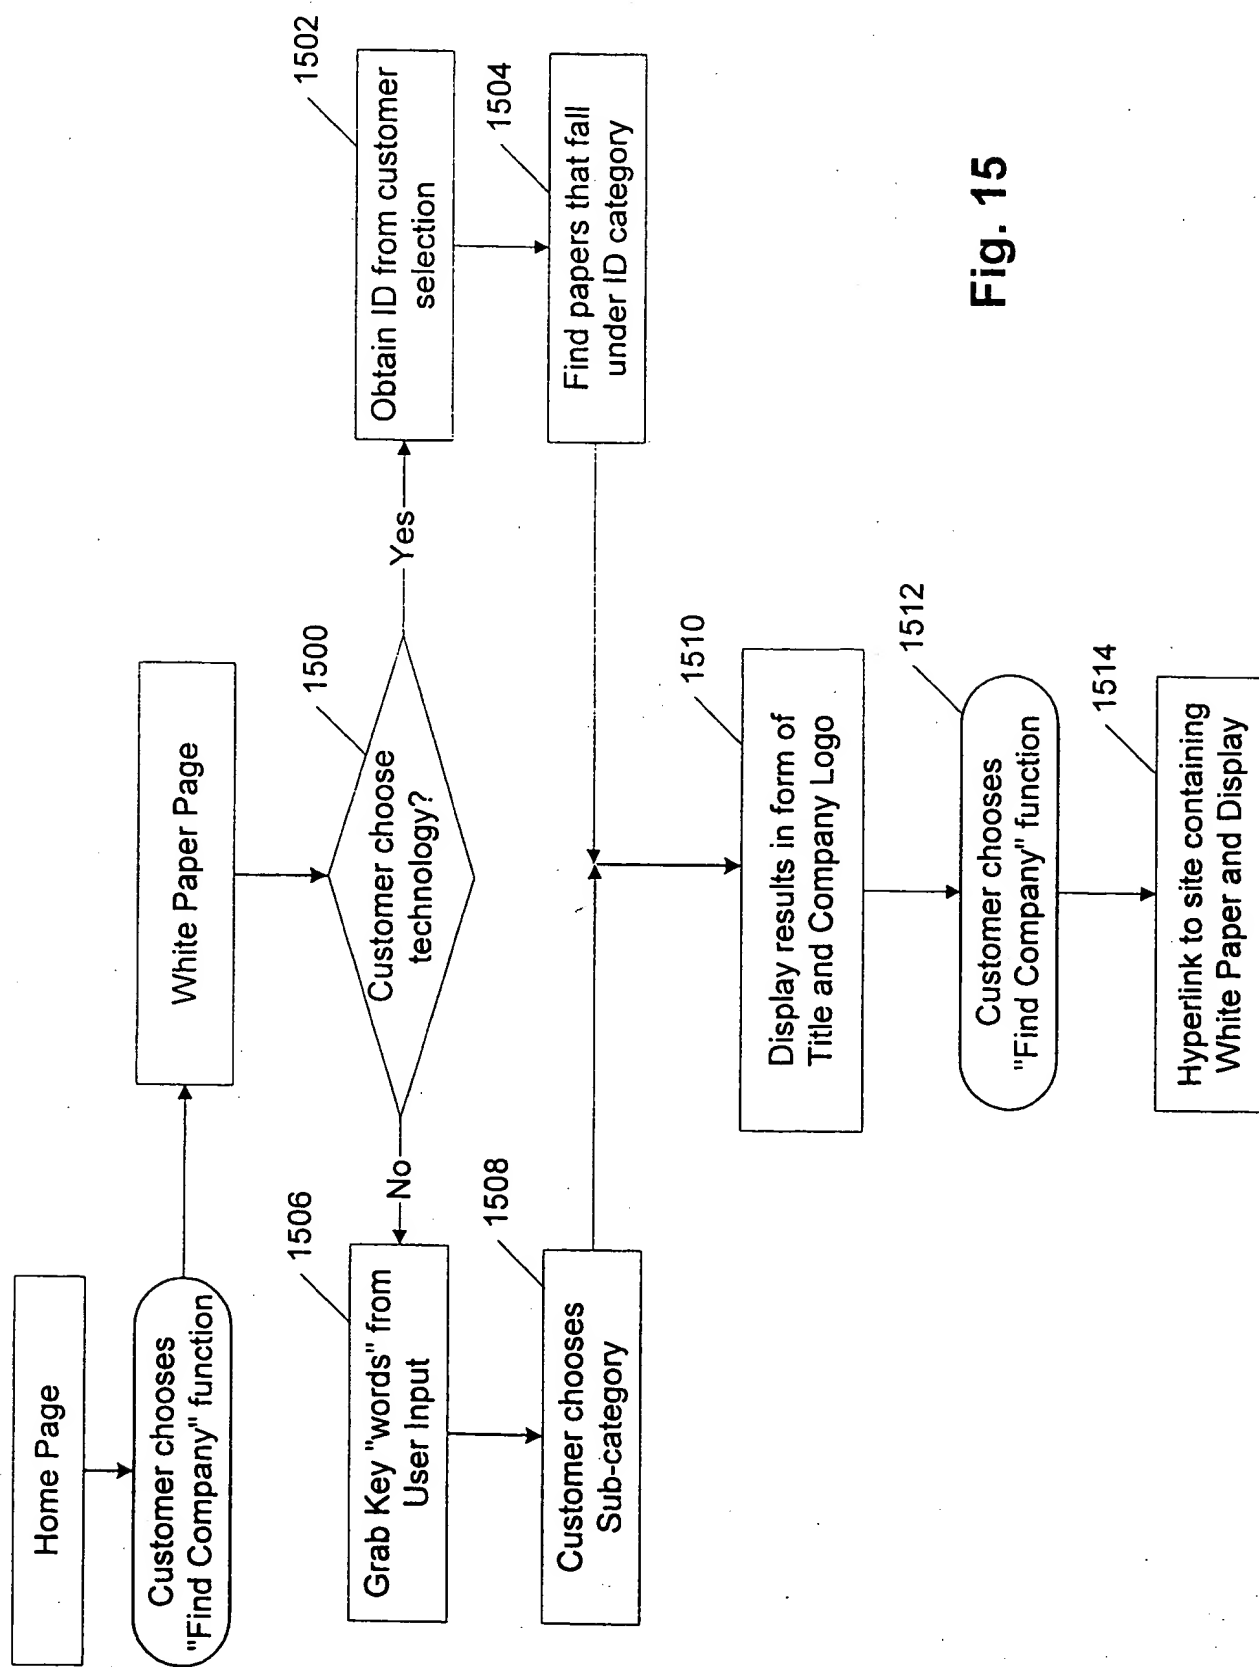 Home Page
Customer chooses
"Find Company" function
White Paper Page
1500
Customer choose
technology?
Yes
1502
Obtain ID from customer
selection
1504
Find papers that fall
under ID category
No
1506
Grab Key "words" from
User Input
1508
Customer chooses
Sub-category
1510
Display results in form of
Title and Company Logo
1512
Customer chooses
"Find Company" function
1514
Hyperlink to site containing
White Paper and Display
Fig. 15